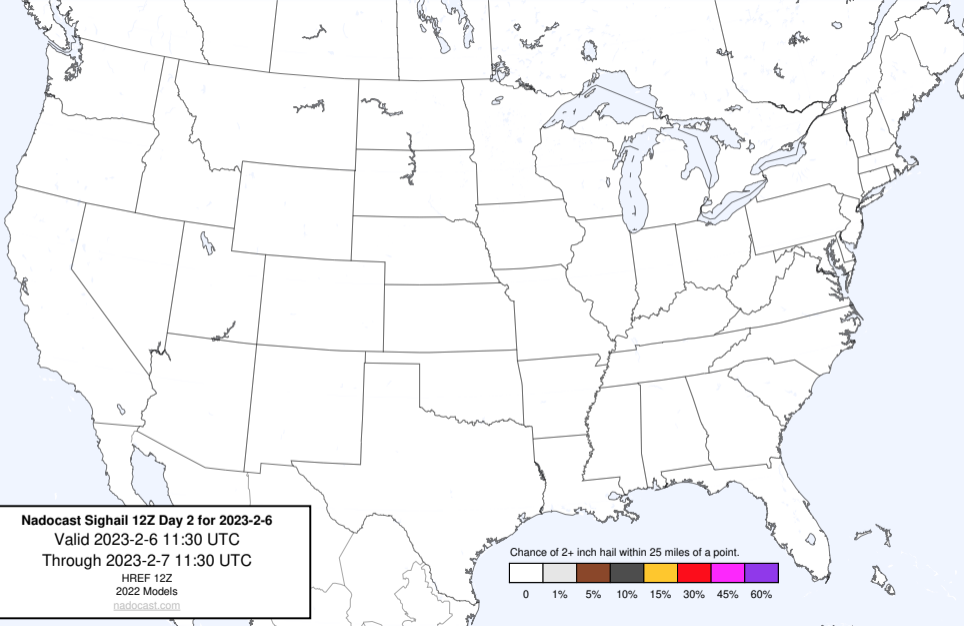 Nadocast Sighail 12Z Day 2 for 2023-2-6
Valid 2023-2-6 11:30 UTC
Through 2023-2-7 11:30 UTC
HREF 12Z
2022 Models
nadocast.com
Chance of 2+ inch hail within 25 miles of a point.
0 1% 5% 10% 15% 30% 45% 60%